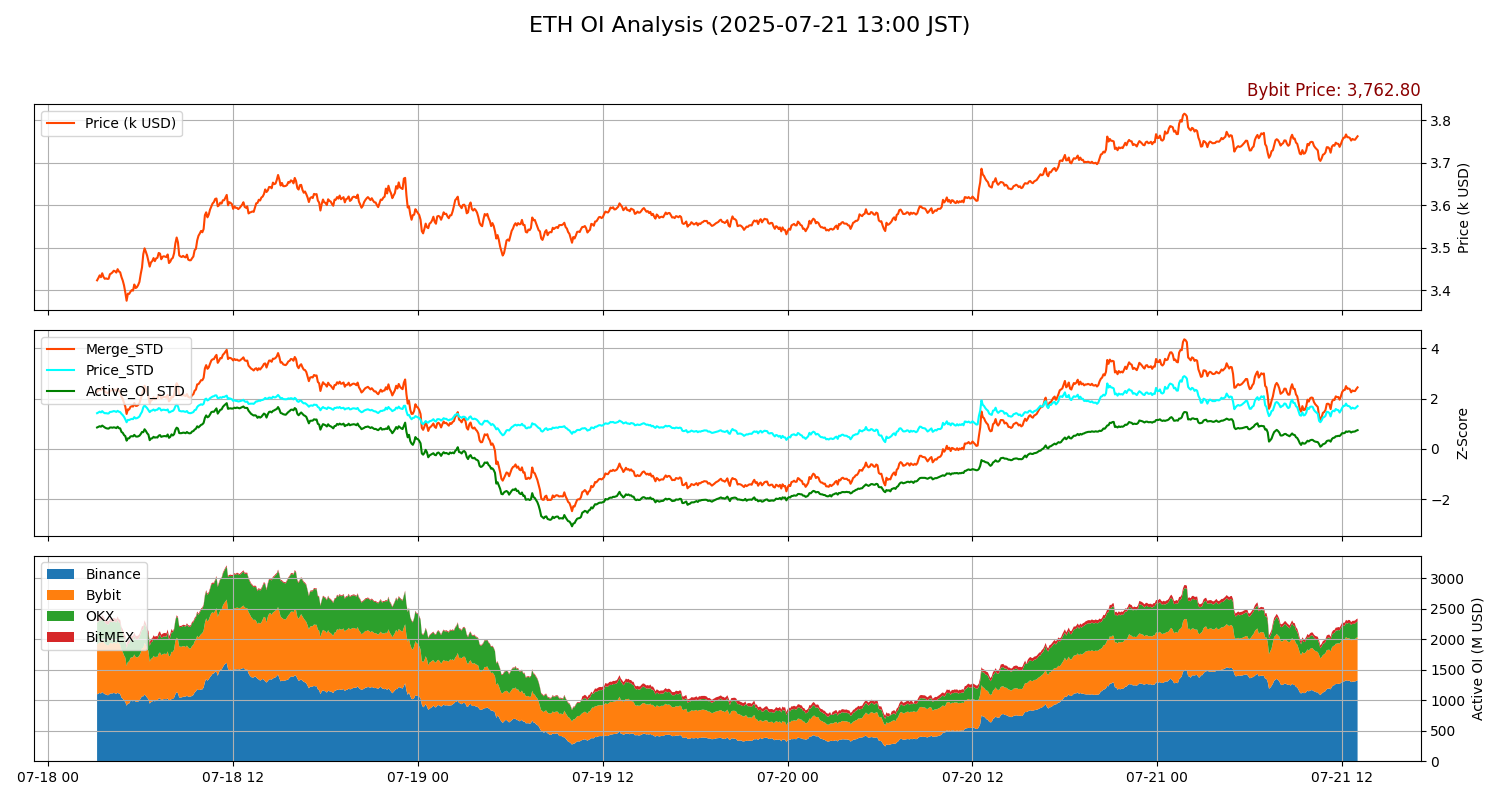 ETH OI Analysis (2025-07-21 13:00 JST)
Bybit Price: 3,762.80
Price (k USD)
3.8
3.7
3.6
3.5
3.4
Price (k USD)
Merge_STD
Price_STD
Active_OI_STD
4
2
0
−2
Z-Score
Binance
Bybit
OKX
BitMEX
3000
2500
2000
1500
1000
500
0
Active OI (M USD)
07-18 00
07-18 12
07-19 00
07-19 12
07-20 00
07-20 12
07-21 00
07-21 12